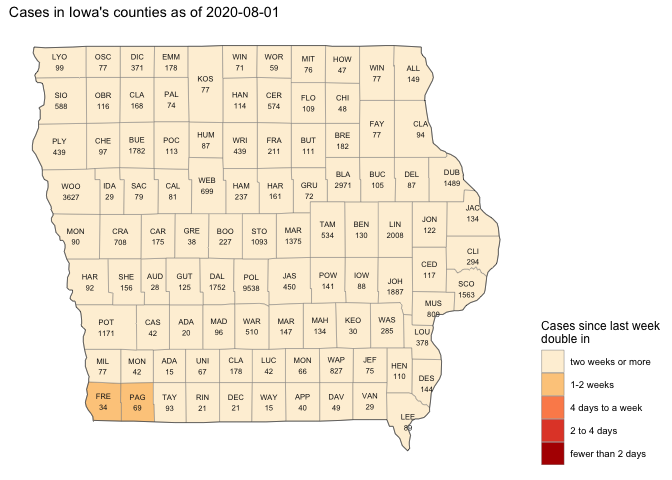 Cases in Iowa's counties as of 2020-08-01
LYO OSC DIC EMM WIN WOR MIT HOW
99 77 371 178 71 59 76 47
KOS WIN ALL
77 77 149
SIO OBR CLA PAL HAN CER FLO CHI
588 116 168 74 114 574 109 48
FAY CLA
77 94
PLY CHE BUE POC HUM WRI FRA BUT BRE
439 97 1782 113 87 439 211 111 182
BLA BUC DEL DUB
2971 105 87 1489
WOO IDA SAC CAL WEB HAM HAR GRU
3627 29 79 81 699 237 161 72
JAC
134
MON CRA CAR GRE BOO STO MAR TAM BEN LIN JON
90 708 175 38 227 1093 1375 534 130 2008 122
CLI
294
CED
117
HAR SHE AUD GUT DAL POL JAS POW IOW JOH SCO
92 156 28 125 1752 9538 450 141 88 1887 1563
MUS
809
POT CAS ADA MAD WAR MAR MAH KEO WAS LOU
1171 42 20 96 510 147 134 30 285 378
MIL MON ADA UNI CLA LUC MON WAP JEF HEN
77 42 15 67 178 42 66 827 75 110
DES
144
FRE PAG TAY RIN DEC WAY APP DAV VAN
34 69 93 21 21 15 40 49 29
LEE
89
Cases since last week
double in
two weeks or more
1-2 weeks
4 days to a week
2 to 4 days
fewer than 2 days